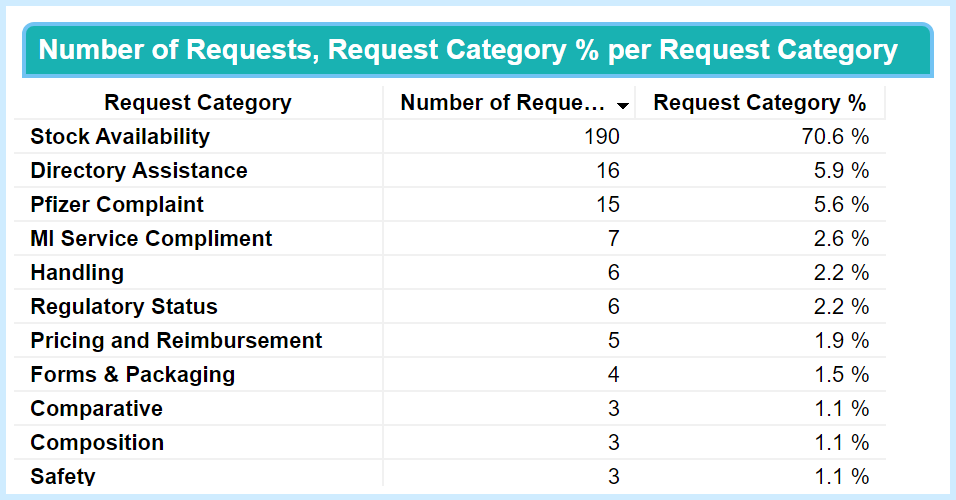 Number of Requests, Request Category % per Request Category
Request Category Number of Reque... Request Category %
Stock Availability 190 70.6 %
Directory Assistance 16 5.9 %
Pfizer Complaint 15 5.6 %
MI Service Compliment 7 2.6 %
Handling 6 2.2 %
Regulatory Status 6 2.2 %
Pricing and Reimbursement 5 1.9 %
Forms & Packaging 4 1.5 %
Comparative 3 1.1 %
Composition 3 1.1 %
Safety 3 1.1 %